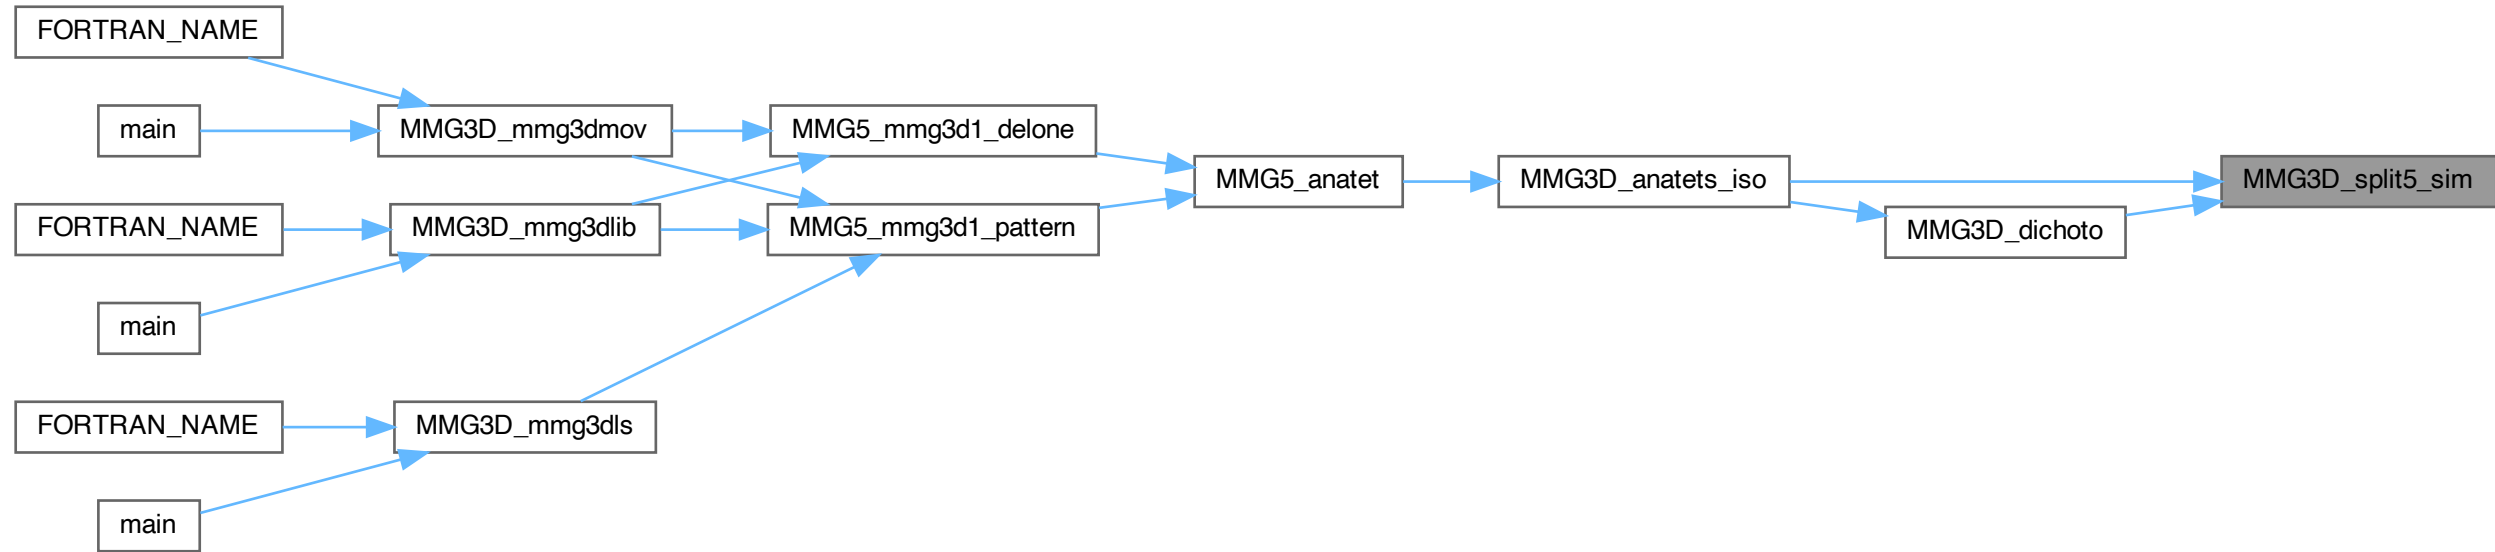 FORTRAN_NAME
main
MMG3D_mmg3dmov
MMG5_mmg3d1_delone
MMG5_anatet
MMG3D_anatets_iso
MMG3D_split5_sim
FORTRAN_NAME
MMG3D_mmg3dlib
MMG5_mmg3d1_pattern
MMG3D_dichoto
main
FORTRAN_NAME
MMG3D_mmg3dls
main